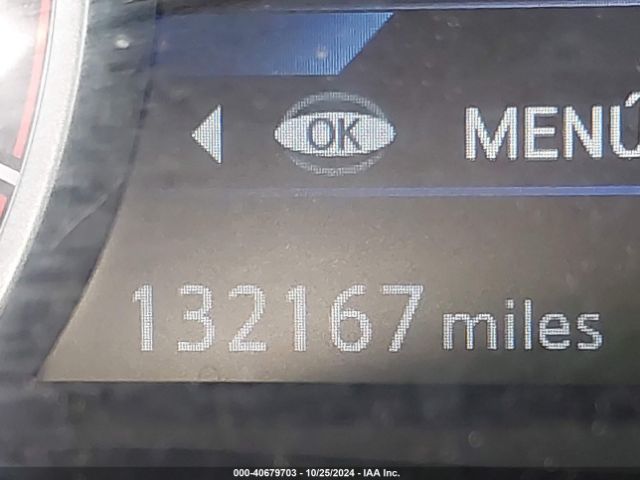 OK MENÚ
132167 miles
000-40679703 - 10/25/2024 - IAA Inc.